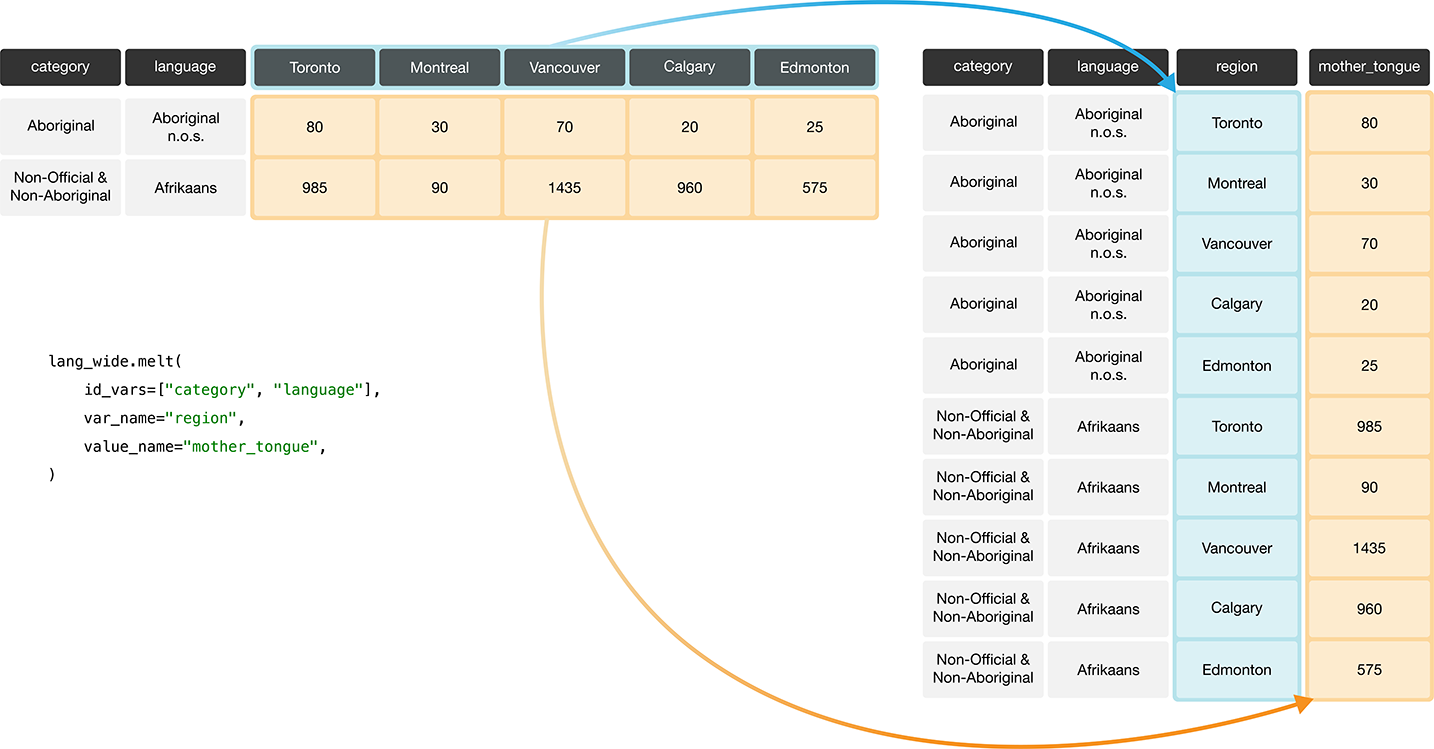 category language Toronto Montreal Vancouver Calgary Edmonton
Aboriginal Aboriginal n.o.s. 80 30 70 20 25
Non-Official & Non-Aboriginal Afrikaans 985 90 1435 960 575
lang_wide.melt(
    id_vars=["category", "language"],
    var_name="region",
    value_name="mother_tongue",
)
category language region mother_tongue
Aboriginal Aboriginal n.o.s. Toronto 80
Aboriginal Aboriginal n.o.s. Montreal 30
Aboriginal Aboriginal n.o.s. Vancouver 70
Aboriginal Aboriginal n.o.s. Calgary 20
Aboriginal Aboriginal n.o.s. Edmonton 25
Non-Official & Non-Aboriginal Afrikaans Toronto 985
Non-Official & Non-Aboriginal Afrikaans Montreal 90
Non-Official & Non-Aboriginal Afrikaans Vancouver 1435
Non-Official & Non-Aboriginal Afrikaans Calgary 960
Non-Official & Non-Aboriginal Afrikaans Edmonton 575